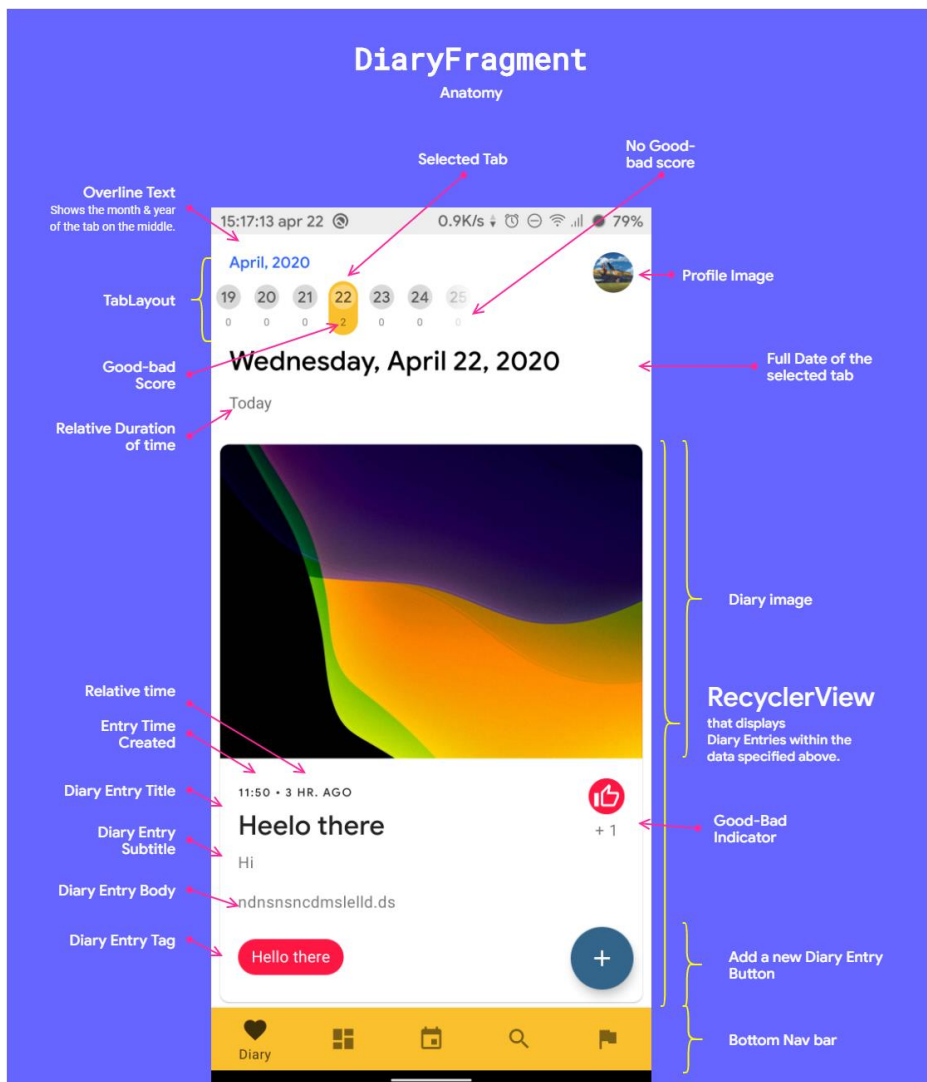 DiaryFragment
Anatomy
No Good-
bad score
Selected Tab
Overline Text
Shows the month & year
of the tab on the middle.
15:17:13 apr 22
0.9K/s
79%
April, 2020
Profile Image
TabLayout
19 20 21 22 23 24 25
0 0 0 2 0 0 0
Good-bad
Score
Wednesday, April 22, 2020
Full Date of the
selected tab
Today
Relative Duration
of time
Diary image
Relative time
RecyclerView
that displays
Diary Entries within the
data specified above.
Entry Time
Created
Diary Entry Title
11:50 • 3 HR. AGO
Heelo there
+ 1
Good-Bad
Indicator
Diary Entry
Subtitle
Hi
Diary Entry Body
ndnsnsncdmslelld.ds
Diary Entry Tag
Hello there
+
Add a new Diary Entry
Button
Diary
Bottom Nav bar